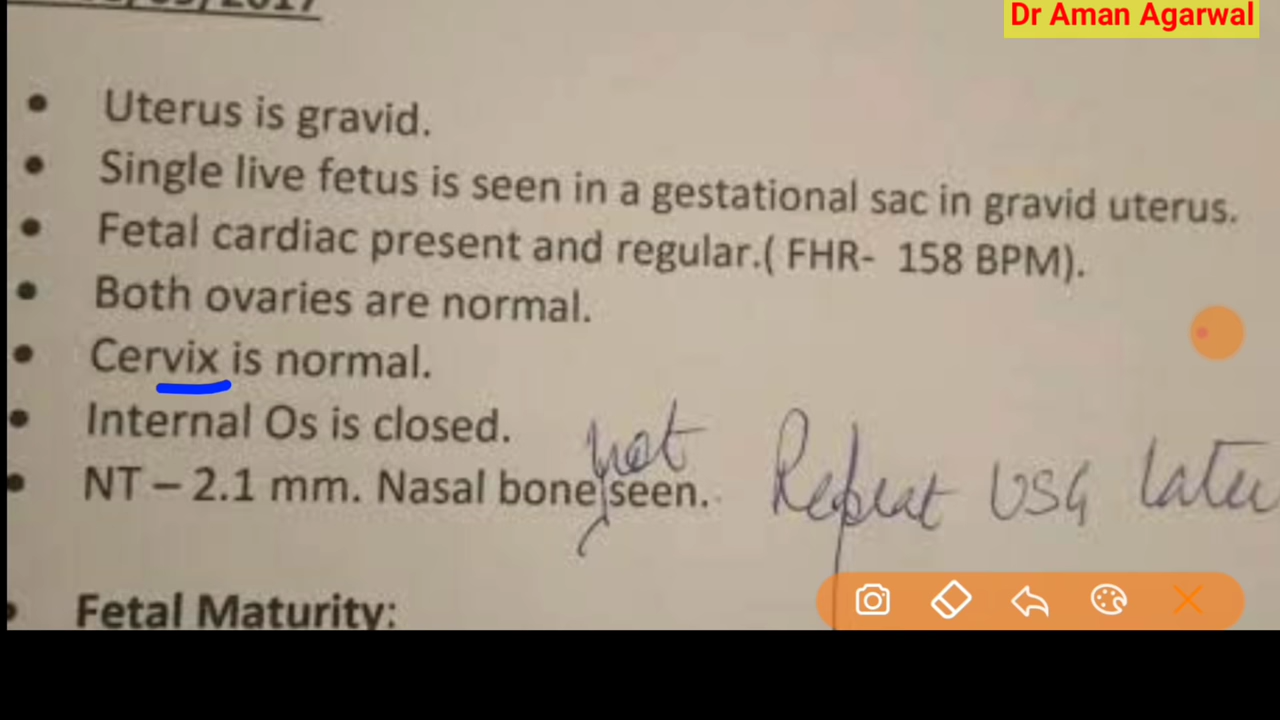 Dr Aman Agarwal
• Uterus is gravid.
• Single live fetus is seen in a gestational sac in gravid uterus.
• Fetal cardiac present and regular.( FHR- 158 BPM).
• Both ovaries are normal.
• Cervix is normal.
• Internal Os is closed.
• NT – 2.1 mm. Nasal bone not seen. Repeat USG later
• Fetal Maturity: